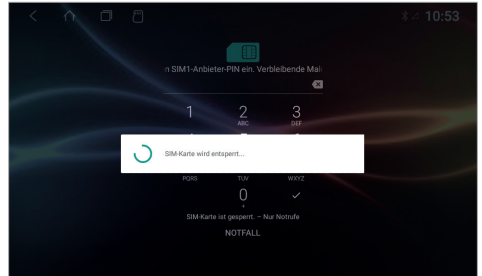 10:53
n SIM1-Anbieter-PIN ein. Verbleibende Mal
1 2 3
ABC DEF
SIM-Karte wird entsperrt...
PQRS TUV WXYZ
0
+
SIM-Karte ist gesperrt. – Nur Notrufe
NOTFALL